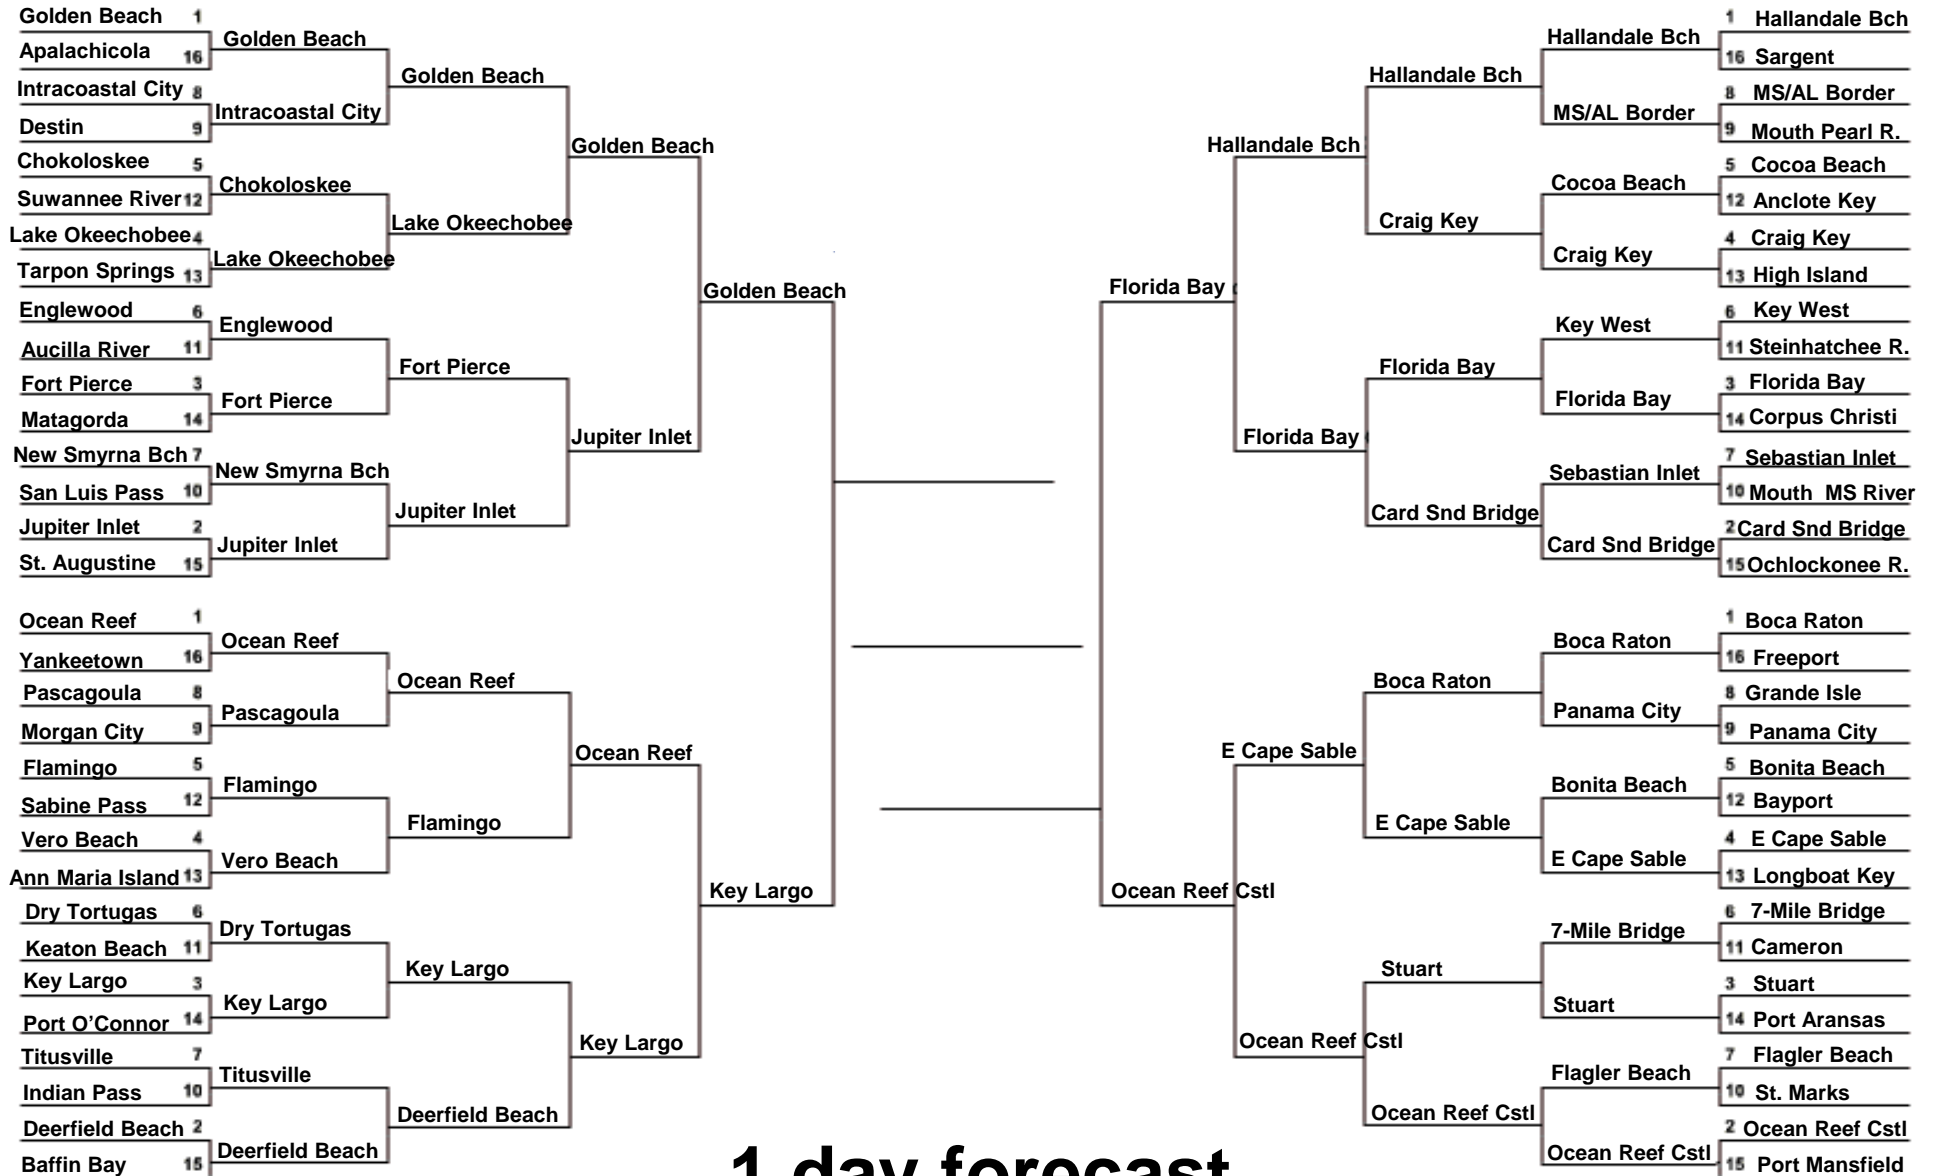 Golden Beach 1
Apalachicola 16
Intracoastal City 8
Destin 9
Chokoloskee 5
Suwannee River 12
Lake Okeechobee 4
Tarpon Springs 13
Englewood 6
Aucilla River 11
Fort Pierce 3
Matagorda 14
New Smyrna Bch 7
San Luis Pass 10
Jupiter Inlet 2
St. Augustine 15
Ocean Reef 1
Yankeetown 16
Pascagoula 8
Morgan City 9
Flamingo 5
Sabine Pass 12
Vero Beach 4
Ann Maria Island 13
Dry Tortugas 6
Keaton Beach 11
Key Largo 3
Port O’Connor 14
Titusville 7
Indian Pass 10
Deerfield Beach 2
Baffin Bay 15
Golden Beach
Intracoastal City
Chokoloskee
Lake Okeechobee
Englewood
Fort Pierce
New Smyrna Bch
Jupiter Inlet
Ocean Reef
Pascagoula
Flamingo
Vero Beach
Dry Tortugas
Key Largo
Titusville
Deerfield Beach
Golden Beach
Lake Okeechobee
Fort Pierce
Jupiter Inlet
Ocean Reef
Flamingo
Key Largo
Deerfield Beach
Golden Beach
Jupiter Inlet
Ocean Reef
Key Largo
Golden Beach
Key Largo
Florida Bay
Ocean Reef Cstl
Hallandale Bch
Florida Bay
E Cape Sable
Ocean Reef Cstl
Hallandale Bch
Craig Key
Florida Bay
Card Snd Bridge
Boca Raton
E Cape Sable
Stuart
Ocean Reef Cstl
Hallandale Bch
MS/AL Border
Cocoa Beach
Craig Key
Key West
Florida Bay
Sebastian Inlet
Card Snd Bridge
Boca Raton
Panama City
Bonita Beach
E Cape Sable
7-Mile Bridge
Stuart
Flagler Beach
Ocean Reef Cstl
1 Hallandale Bch
16 Sargent
8 MS/AL Border
9 Mouth Pearl R.
5 Cocoa Beach
12 Anclote Key
4 Craig Key
13 High Island
6 Key West
11 Steinhatchee R.
3 Florida Bay
14 Corpus Christi
7 Sebastian Inlet
10 Mouth MS River
2 Card Snd Bridge
15 Ochlockonee R.
1 Boca Raton
16 Freeport
8 Grande Isle
9 Panama City
5 Bonita Beach
12 Bayport
4 E Cape Sable
13 Longboat Key
6 7-Mile Bridge
11 Cameron
3 Stuart
14 Port Aransas
7 Flagler Beach
10 St. Marks
2 Ocean Reef Cstl
15 Port Mansfield
1 day forecast